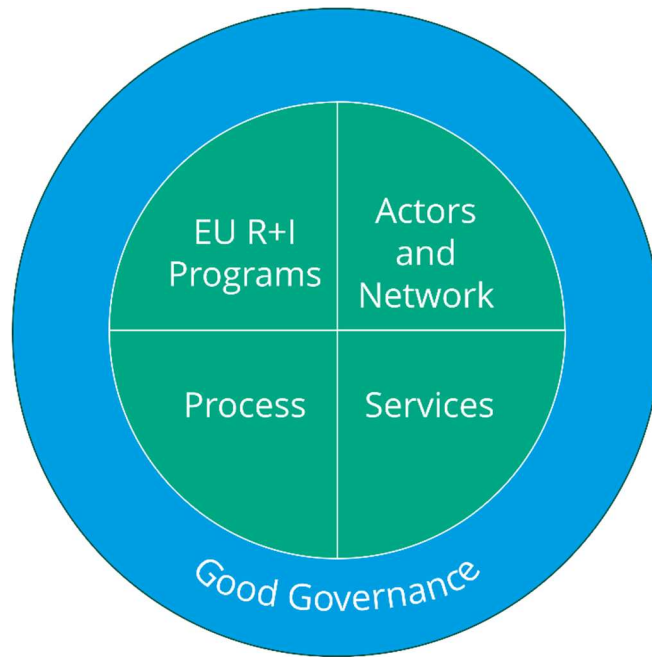 EU R+I
Programs
Actors
and
Network
Process
Services
Good Governance